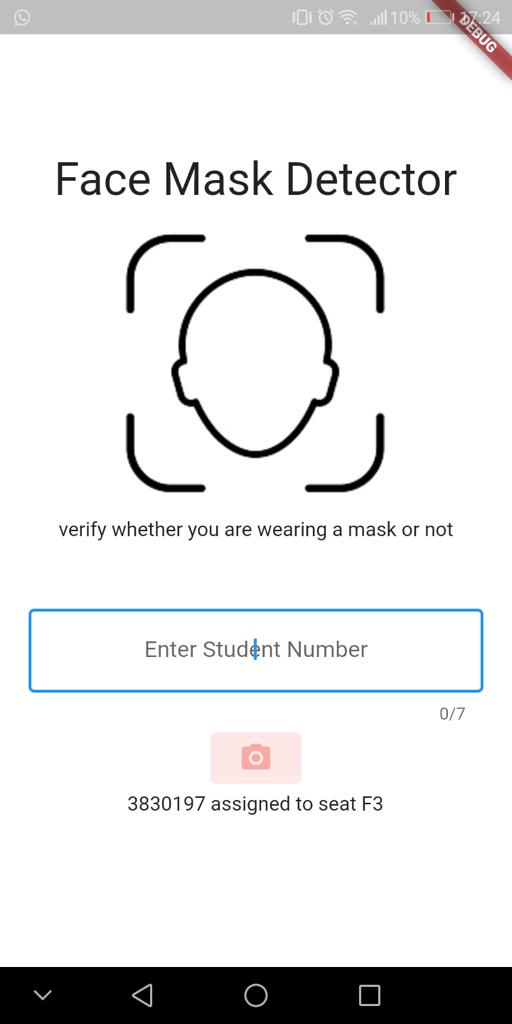 10% 17:24
DEBUG
Face Mask Detector
verify whether you are wearing a mask or not
Enter Student Number
0/7
3830197 assigned to seat F3